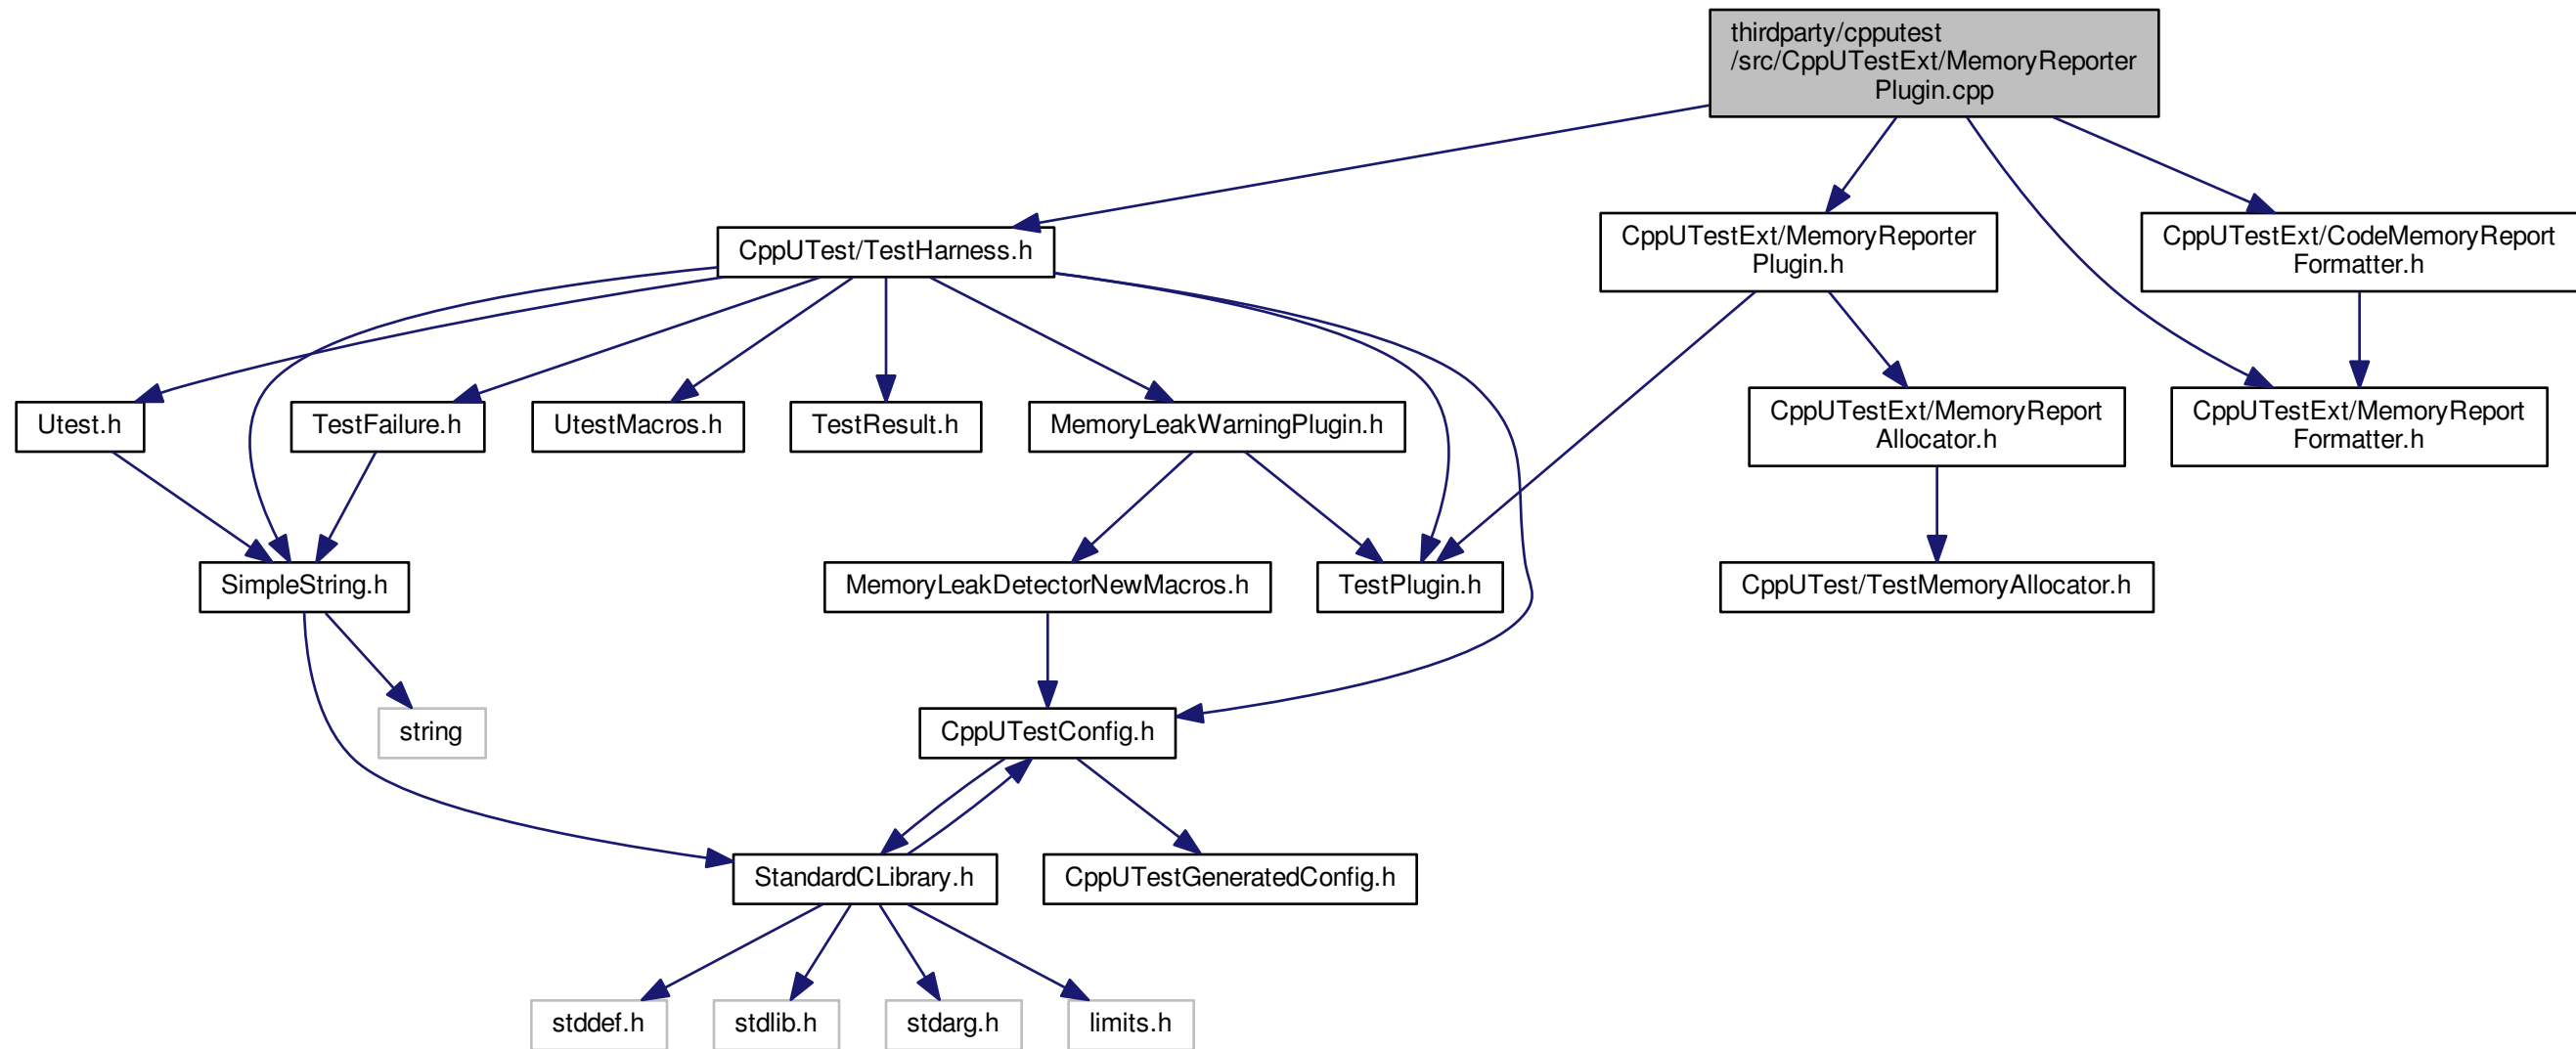 thirdparty/cpputest
/src/CppUTestExt/MemoryReporter
Plugin.cpp
CppUTest/TestHarness.h
CppUTestExt/MemoryReporter
Plugin.h
CppUTestExt/CodeMemoryReport
Formatter.h
Utest.h
TestFailure.h
UtestMacros.h
TestResult.h
MemoryLeakWarningPlugin.h
CppUTestExt/MemoryReport
Allocator.h
CppUTestExt/MemoryReport
Formatter.h
SimpleString.h
MemoryLeakDetectorNewMacros.h
TestPlugin.h
CppUTest/TestMemoryAllocator.h
string
CppUTestConfig.h
StandardCLibrary.h
CppUTestGeneratedConfig.h
stddef.h
stdlib.h
stdarg.h
limits.h